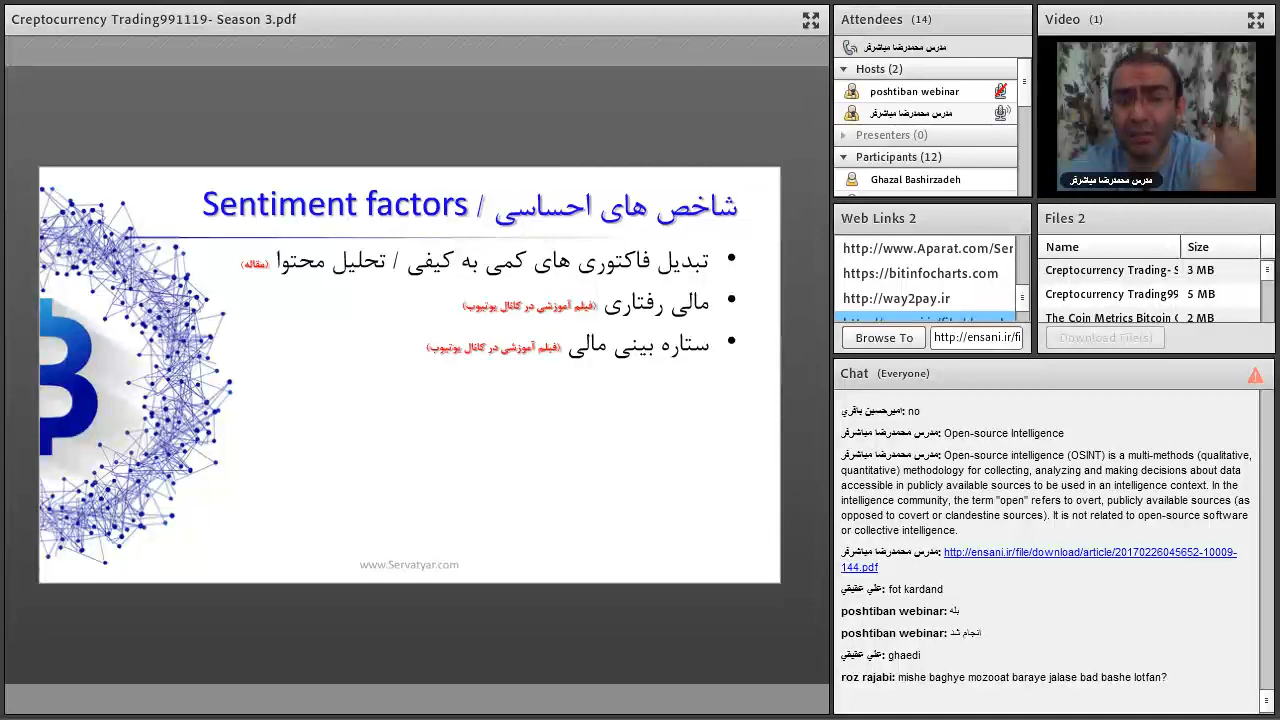 Creptocurrency Trading991119- Season 3.pdf
شاخص های احساسی / Sentiment factors
• تبدیل فاکتوری های کمی به کیفی / تحلیل محتوا (مقاله)
• مالی رفتاری (فیلم آموزشی در کانال یوتیوب)
• ستاره بینی مالی (فیلم آموزشی در کانال یوتیوب)
www.Servatyar.com
Attendees (14)
مدرس محمدرضا مباشرفر
Hosts (2)
poshtiban webinar
مدرس محمدرضا مباشرفر
Presenters (0)
Participants (12)
Ghazal Bashirzadeh
Video (1)
مدرس محمدرضا مباشرفر
Web Links 2
http://www.Aparat.com/Ser
https://bitinfocharts.com
http://way2pay.ir
Browse To
http://ensani.ir/fi
Files 2
Name Size
Creptocurrency Trading- S 3 MB
Creptocurrency Trading99 5 MB
The Coin Metrics Bitcoin ( 2 MB
Download File(s)
Chat (Everyone)
اميرحسين باقري: no
مدرس محمدرضا مباشرفر: Open-source Intelligence
مدرس محمدرضا مباشرفر: Open-source intelligence (OSINT) is a multi-methods (qualitative,
quantitative) methodology for collecting, analyzing and making decisions about data
accessible in publicly available sources to be used in an intelligence context. In the
intelligence community, the term "open" refers to overt, publicly available sources (as
opposed to covert or clandestine sources). It is not related to open-source software
or collective intelligence.
مدرس محمدرضا مباشرفر: http://ensani.ir/file/download/article/20170226045652-10009-
144.pdf
علي عقيقي: fot kardand
poshtiban webinar: بله
poshtiban webinar: انجام شد
علي عقيقي: ghaedi
roz rajabi: mishe baghye mozooat baraye jalase bad bashe lotfan?